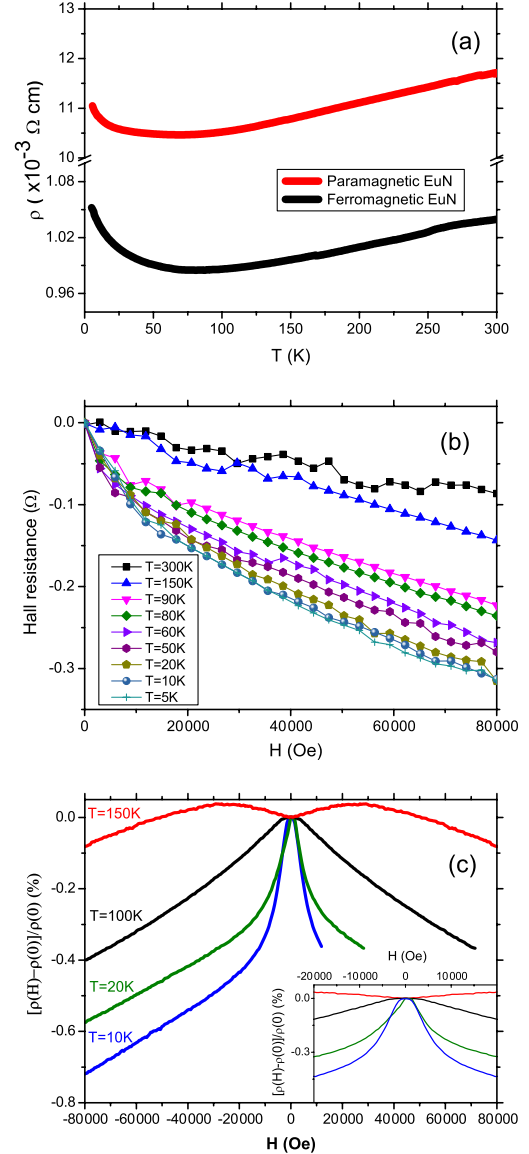 13
12
11
10
1.08
1.02
0.96
(a)
Paramagnetic EuN
Ferromagnetic EuN
ρ ( x10⁻³ Ω cm)
0 50 100 150 200 250 300
T (K)
0.0
-0.1
-0.2
-0.3
(b)
Hall resistance (Ω)
T=300K
T=150K
T=90K
T=80K
T=60K
T=50K
T=20K
T=10K
T=5K
0 20000 40000 60000 80000
H (Oe)
0.0
-0.2
-0.4
-0.6
-0.8
T=150K
(c)
T=100K
T=20K
T=10K
[ρ(H)–ρ(0)]/ρ(0) (%)
H (Oe)
-20000 -10000 0 10000
0.0
-0.3
[ρ(H)–ρ(0)]/ρ(0) (%)
-80000 -60000 -40000 -20000 0 20000 40000 60000 80000
H (Oe)